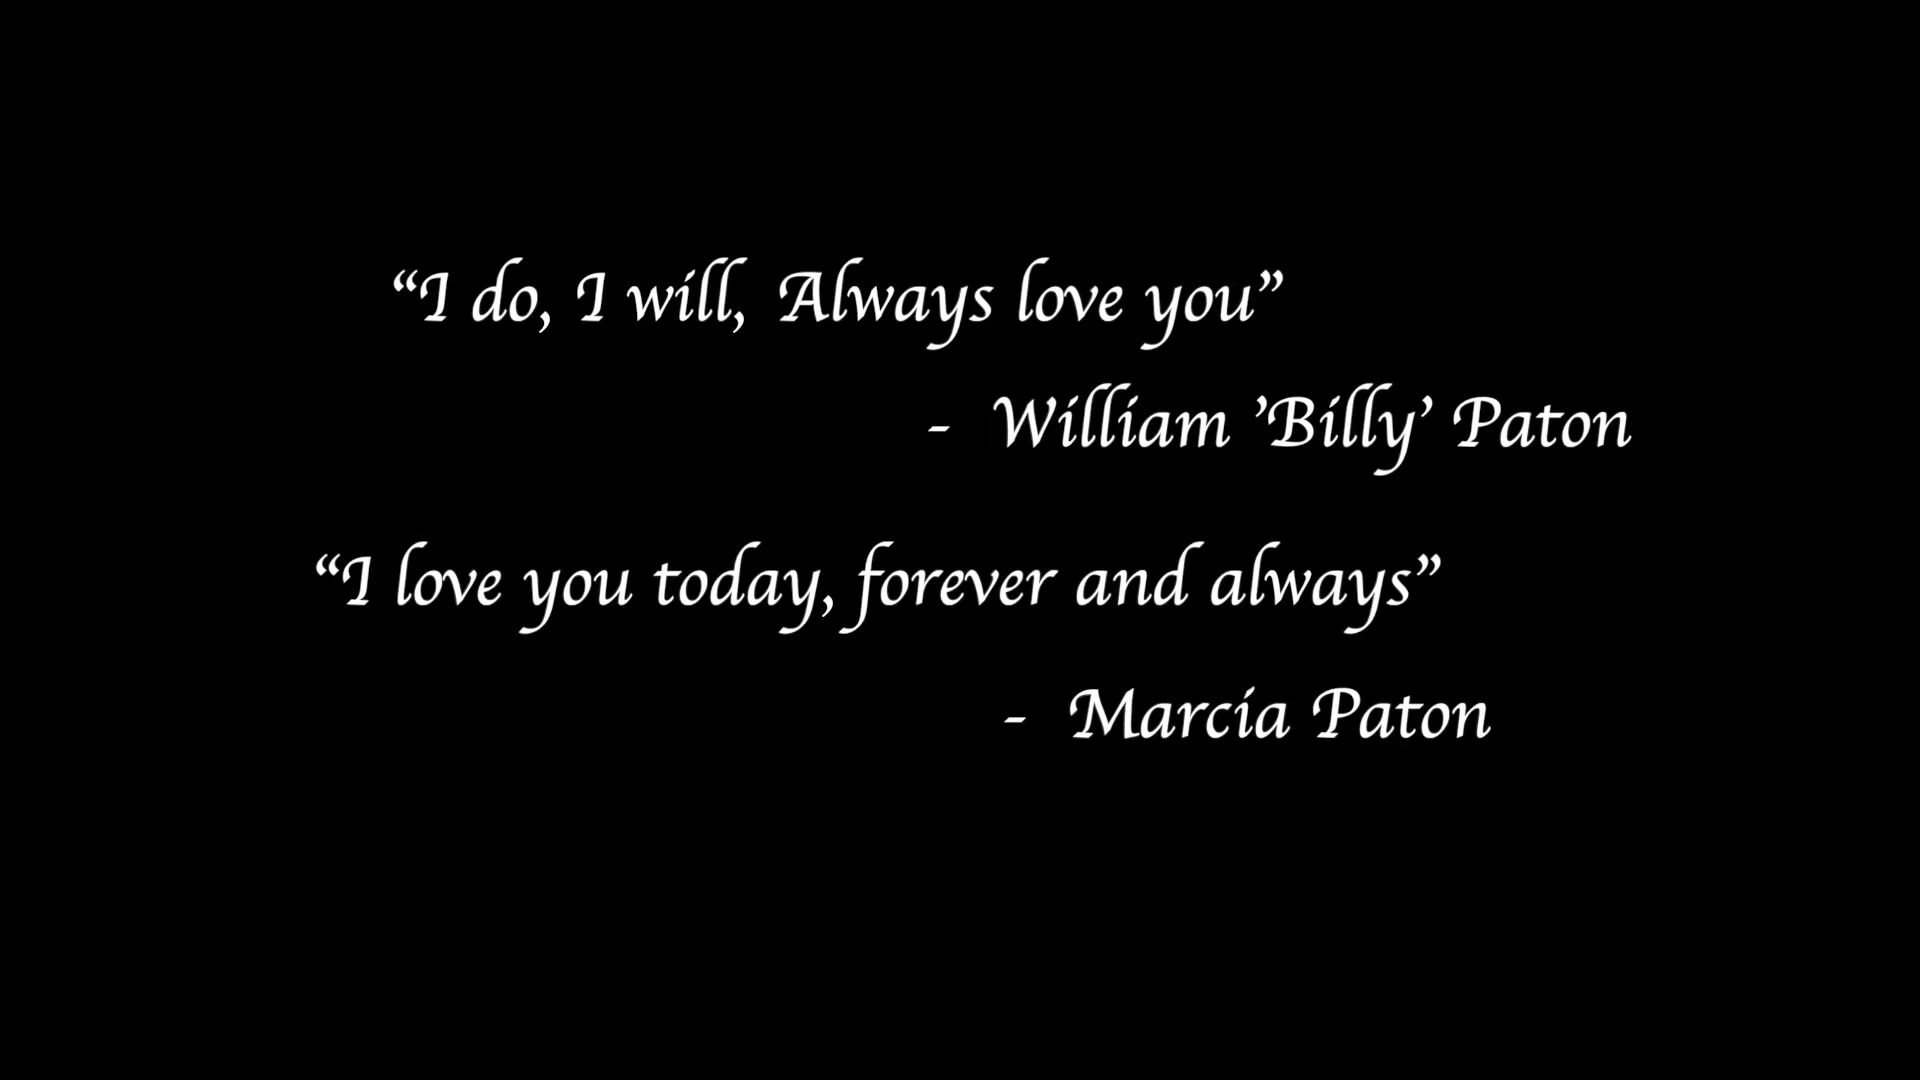 “I do, I will, Always love you”
- William ’Billy’ Paton
“I love you today, forever and always”
- Marcia Paton